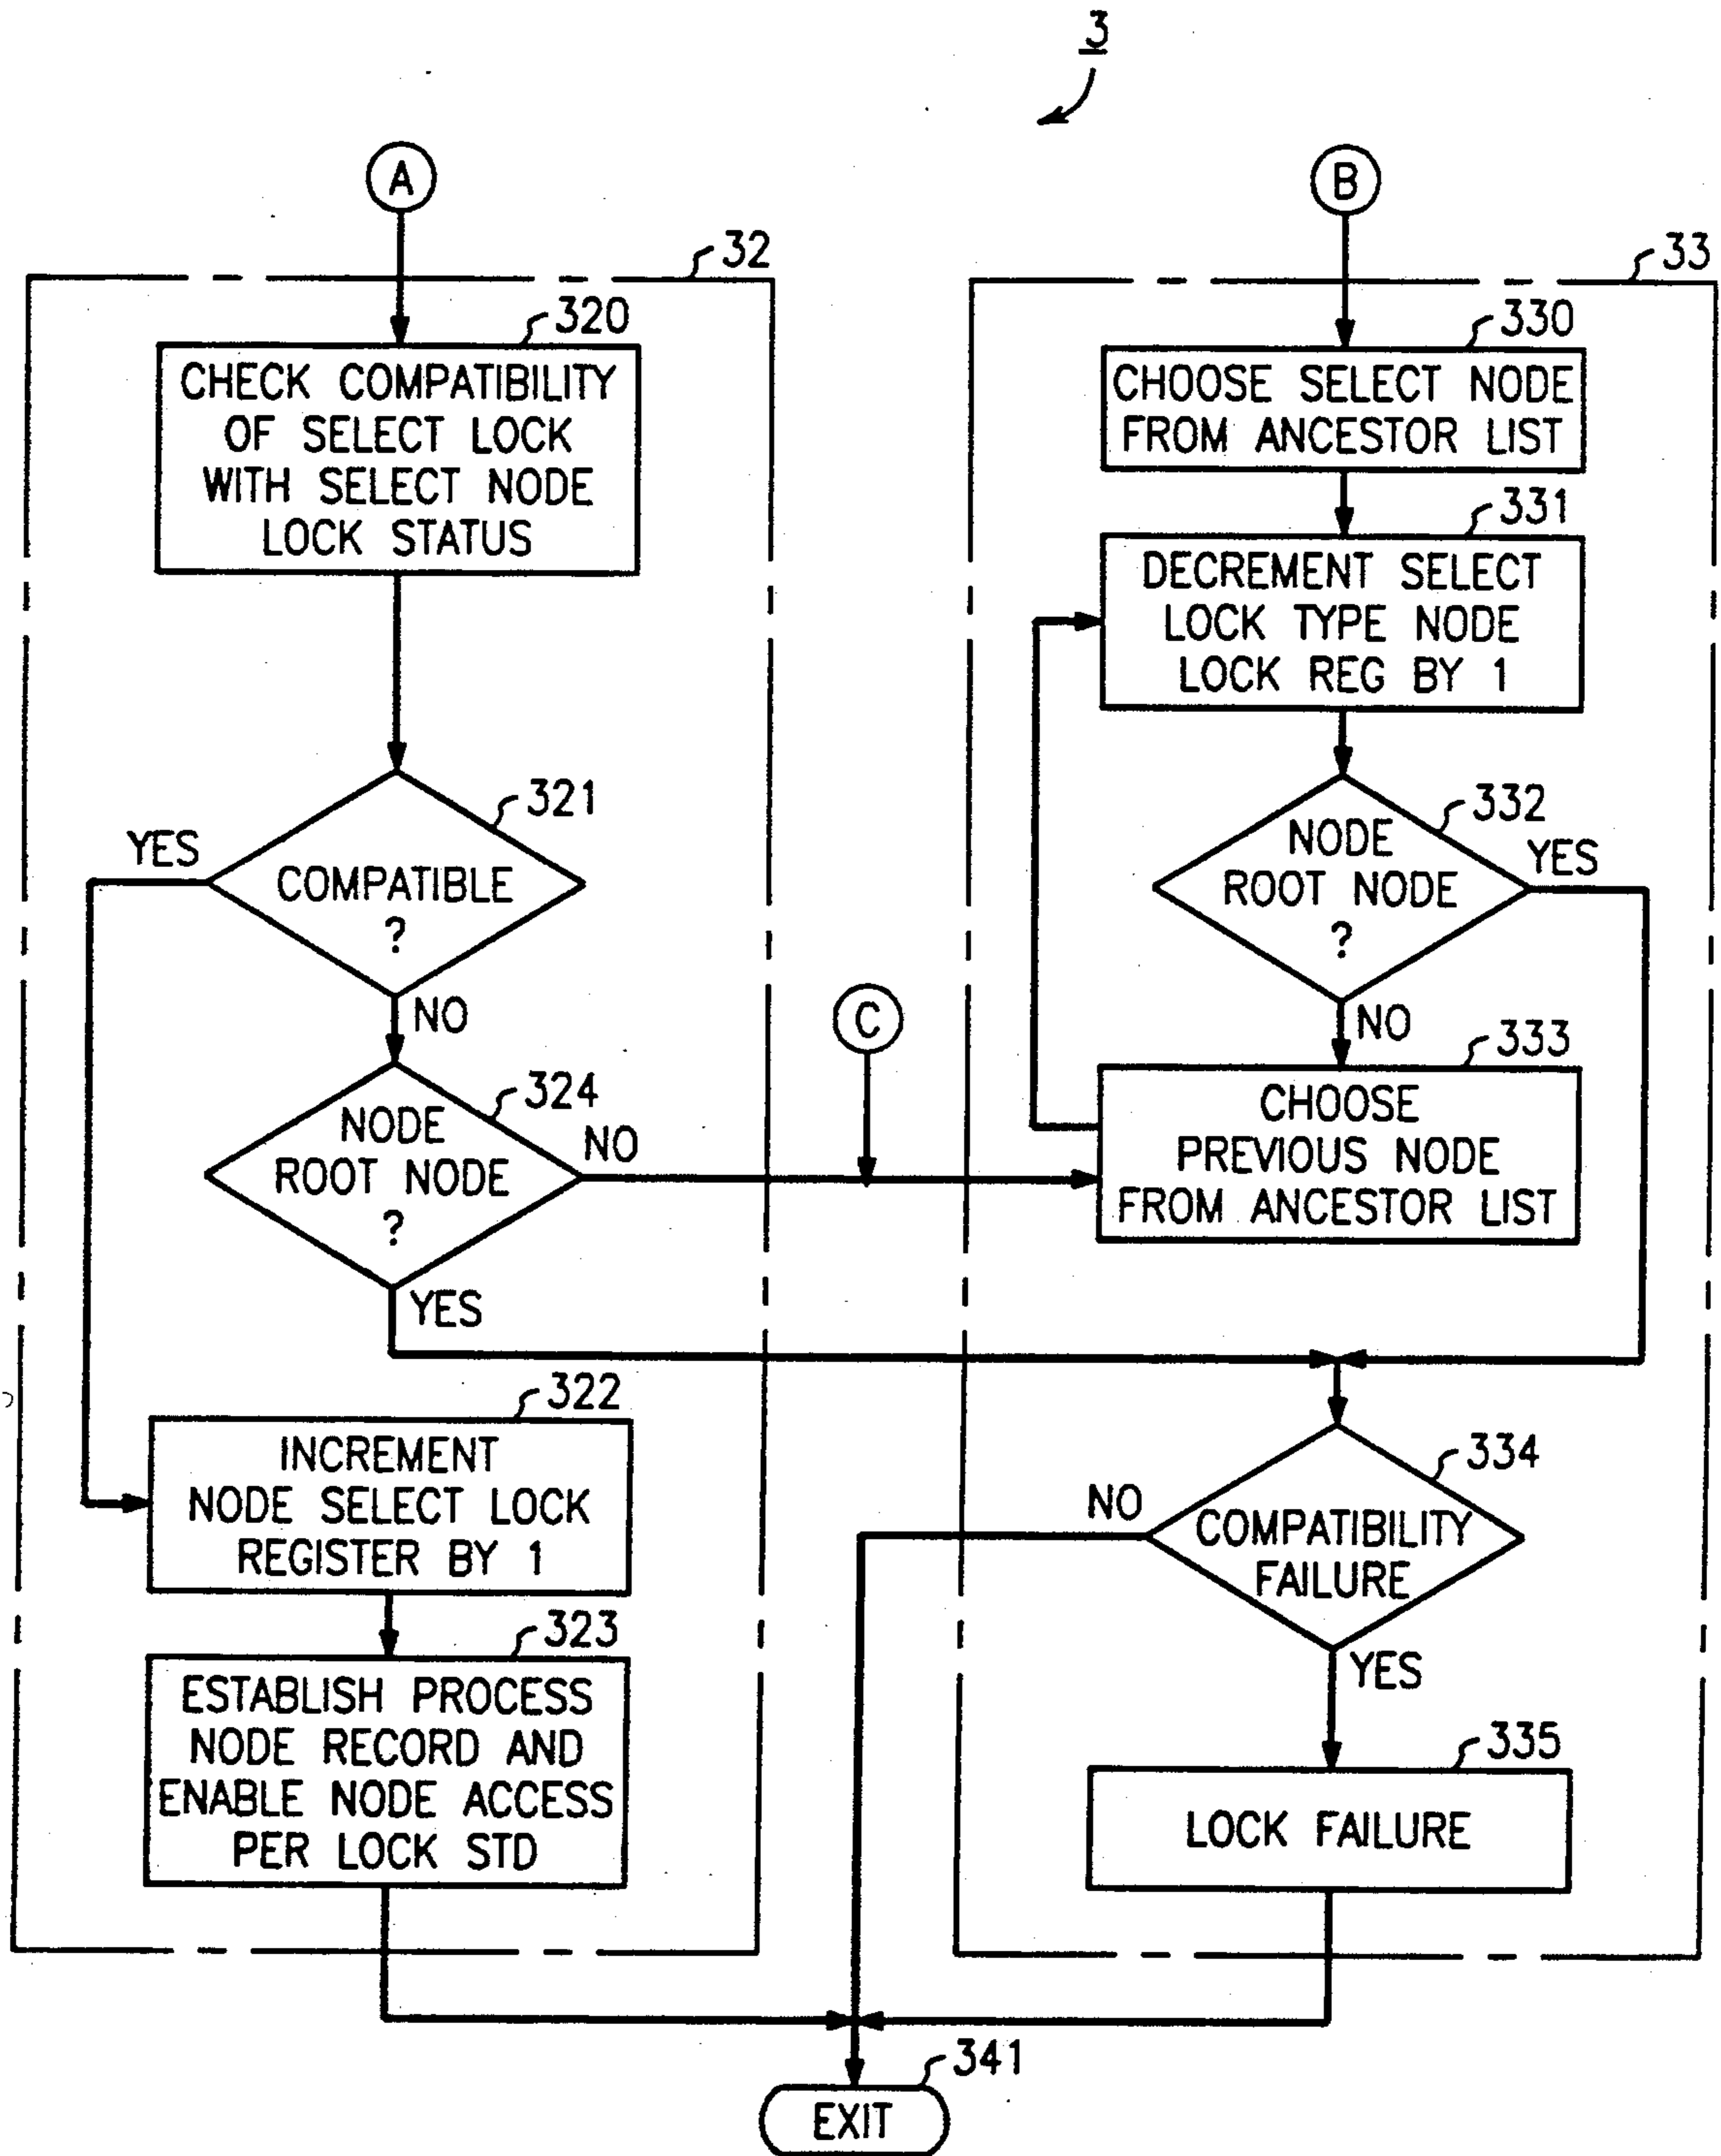 3
A
B
32
33
320
CHECK COMPATIBILITY
OF SELECT LOCK
WITH SELECT NODE
LOCK STATUS
330
CHOOSE SELECT NODE
FROM ANCESTOR LIST
331
DECREMENT SELECT
LOCK TYPE NODE
LOCK REG BY 1
321
YES
COMPATIBLE
?
NO
332
NODE
ROOT NODE
?
YES
NO
C
324
NODE
ROOT NODE
?
NO
YES
333
CHOOSE
PREVIOUS NODE
FROM ANCESTOR LIST
322
INCREMENT
NODE SELECT LOCK
REGISTER BY 1
334
NO
COMPATIBILITY
FAILURE
YES
323
ESTABLISH PROCESS
NODE RECORD AND
ENABLE NODE ACCESS
PER LOCK STD
335
LOCK FAILURE
341
EXIT